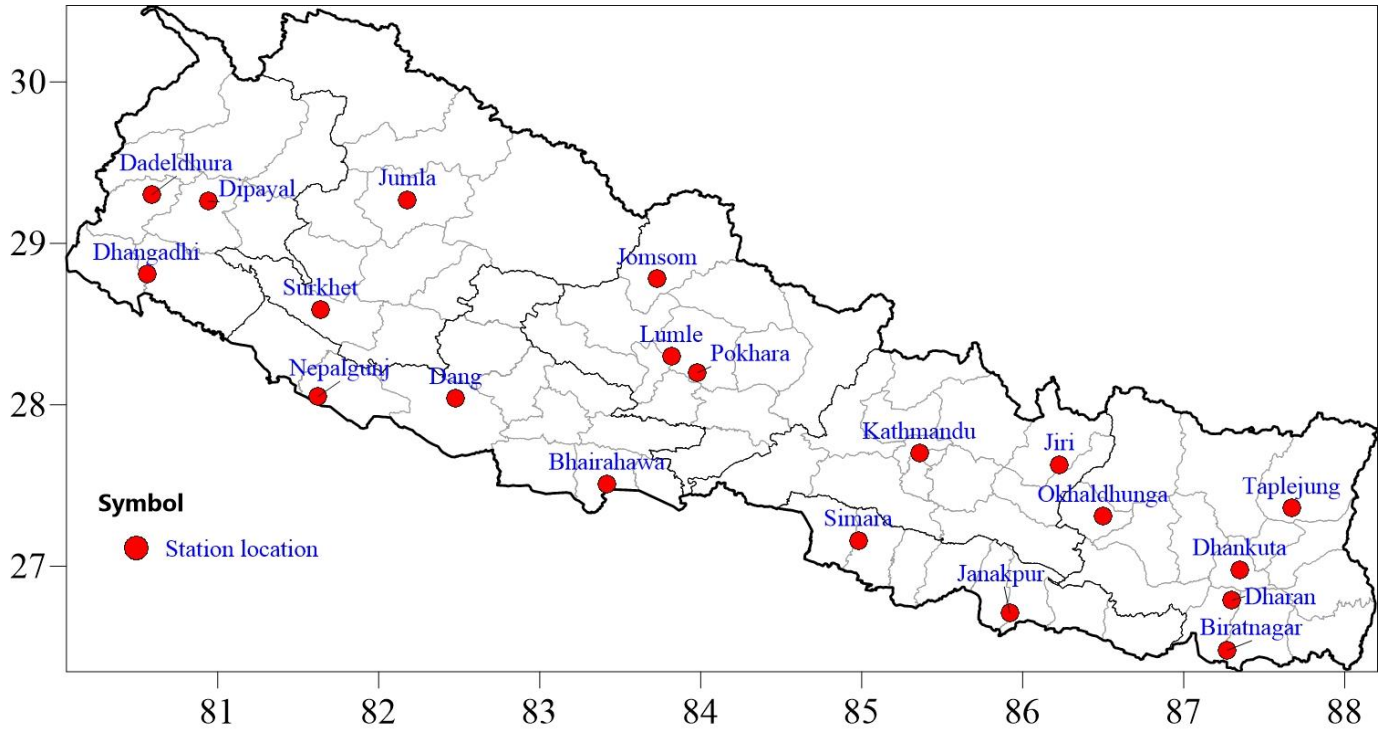 30
Dadeldhura
Jumla
Dipayal
29
Dhangadhi
Jomsom
Surkhet
Lumle
Pokhara
Nepalgunj
Dang
28
Kathmandu
Jiri
Bhairahawa
Okhaldhunga
Taplejung
Symbol
Simara
Station location
Dhankuta
27
Janakpur
Dharan
Biratnagar
81 82 83 84 85 86 87 88